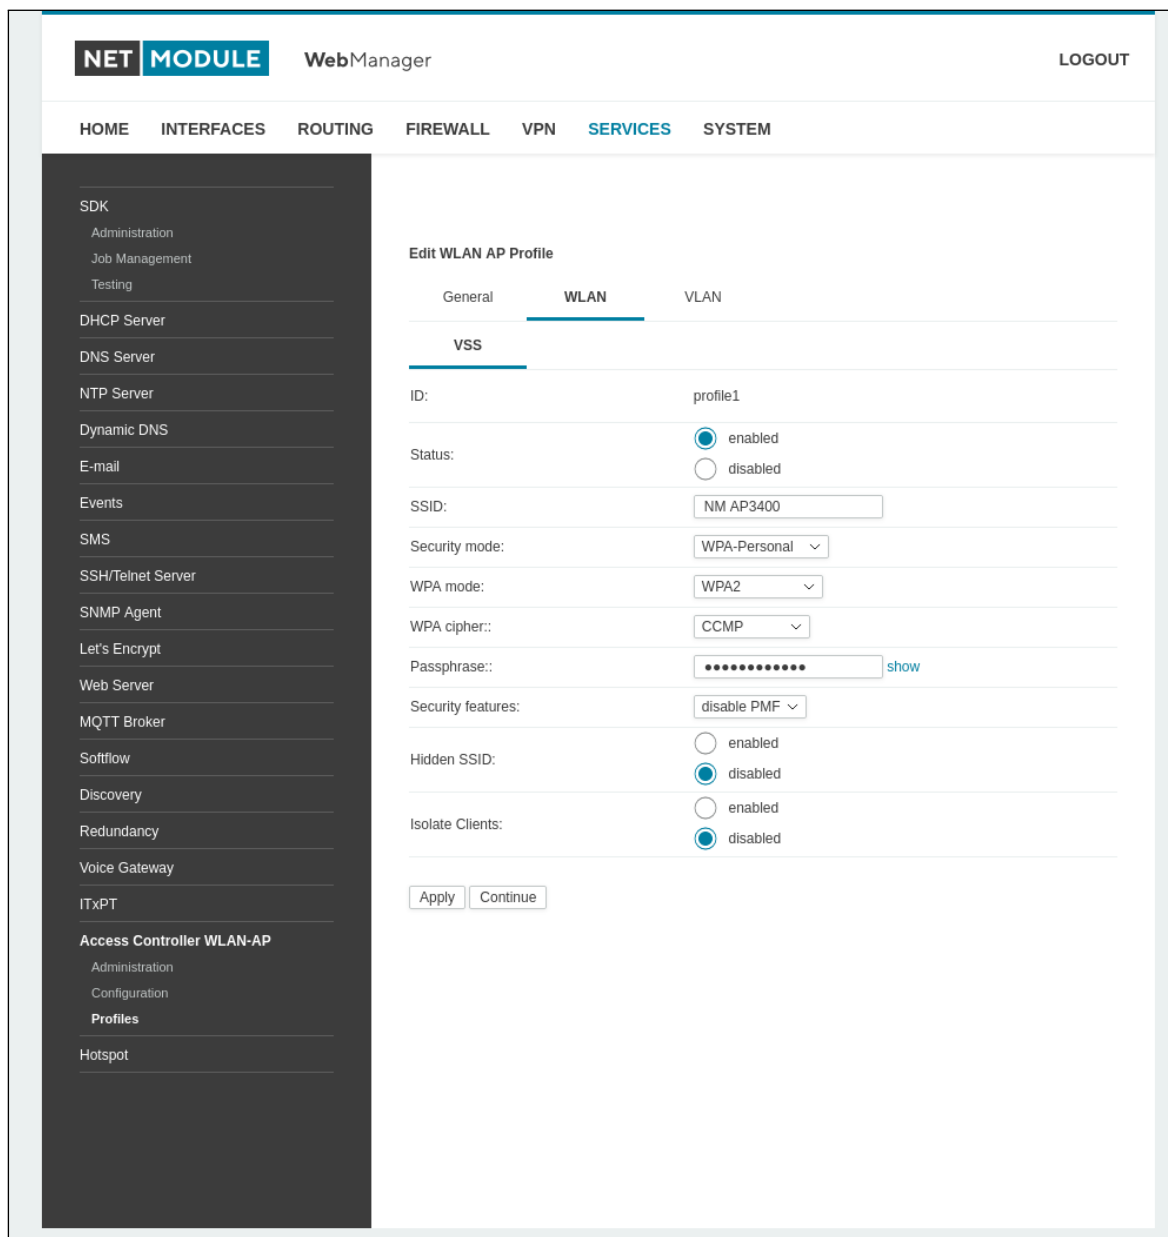 NET MODULE WebManager LOGOUT
HOME INTERFACES ROUTING FIREWALL VPN SERVICES SYSTEM
SDK
Administration
Job Management
Testing
DHCP Server
DNS Server
NTP Server
Dynamic DNS
E-mail
Events
SMS
SSH/Telnet Server
SNMP Agent
Let's Encrypt
Web Server
MQTT Broker
Softflow
Discovery
Redundancy
Voice Gateway
ITxPT
Access Controller WLAN-AP
Administration
Configuration
Profiles
Hotspot
Edit WLAN AP Profile
General WLAN VLAN
VSS
ID: profile1
Status: enabled
disabled
SSID: NM AP3400
Security mode: WPA-Personal
WPA mode: WPA2
WPA cipher:: CCMP
Passphrase:: •••••••••••• show
Security features: disable PMF
Hidden SSID: enabled
disabled
Isolate Clients: enabled
disabled
Apply Continue